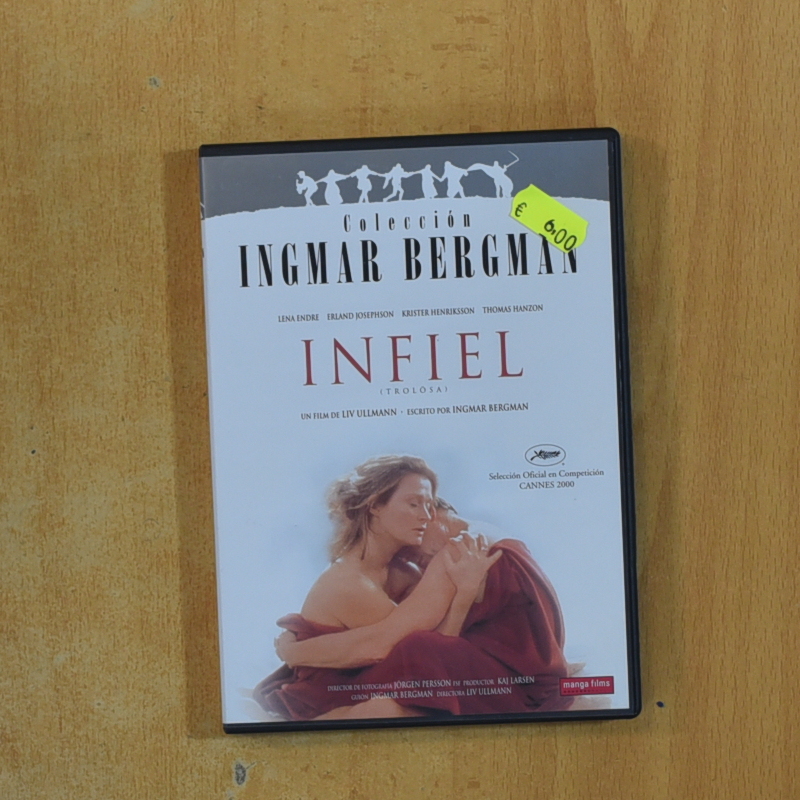 Colección
€ 6,00
INGMAR BERGMAN
LENA ENDRE ERLAND JOSEPHSON KRISTER HENRIKSSON THOMAS HANZON
INFIEL
(TROLÖSA)
UN FILM DE LIV ULLMANN · ESCRITO POR INGMAR BERGMAN
Selección Oficial en Competición
CANNES 2000
DIRECTOR DE FOTOGRAFÍA JÖRGEN PERSSON FSF PRODUCTOR KAJ LARSEN
GUIÓN INGMAR BERGMAN DIRECTORA LIV ULLMANN
manga films